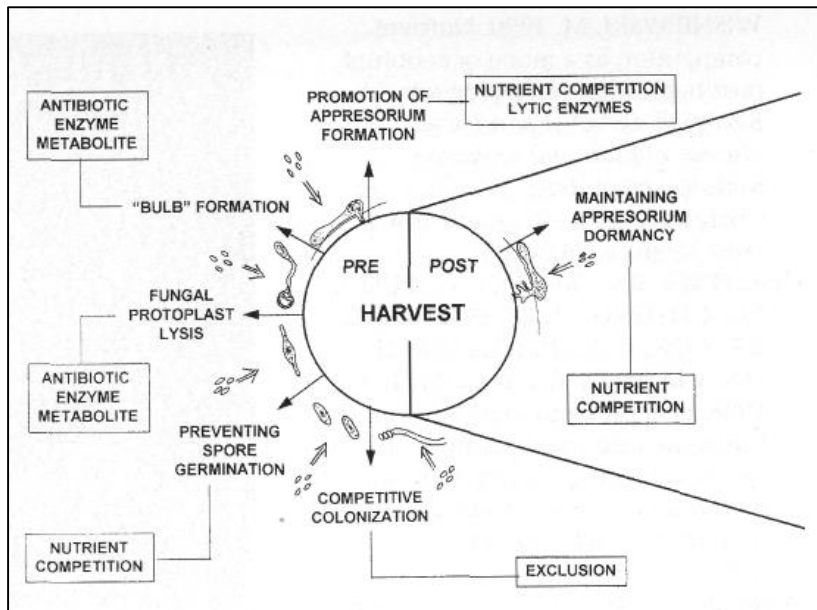 ANTIBIOTIC
ENZYME
METABOLITE
PROMOTION OF
APPRESORIUM
FORMATION
NUTRIENT COMPETITION
LYTIC ENZYMES
"BULB" FORMATION
MAINTAINING
APPRESORIUM
DORMANCY
PRE
POST
HARVEST
FUNGAL
PROTOPLAST
LYSIS
ANTIBIOTIC
ENZYME
METABOLITE
NUTRIENT
COMPETITION
PREVENTING
SPORE
GERMINATION
COMPETITIVE
COLONIZATION
NUTRIENT
COMPETITION
EXCLUSION